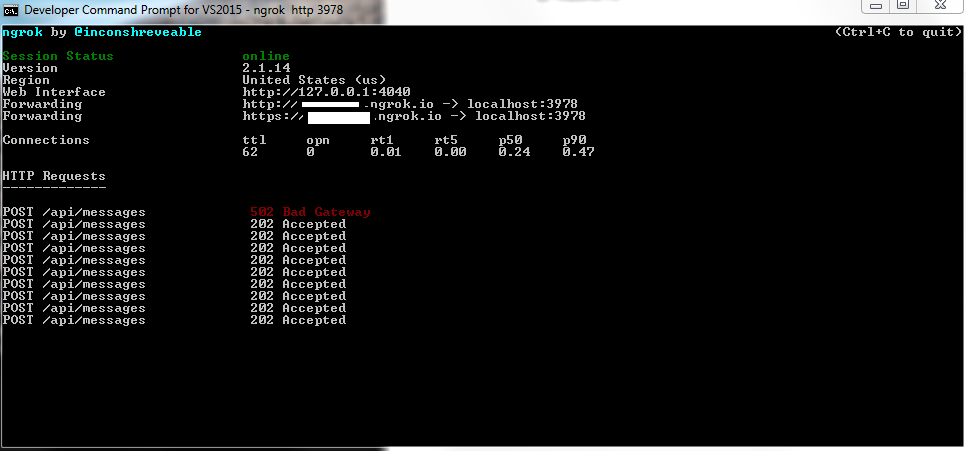 Developer Command Prompt for VS2015 - ngrok  http 3978
ngrok by @inconshreveable (Ctrl+C to quit)
Session Status online
Version 2.1.14
Region United States (us)
Web Interface http://127.0.0.1:4040
Forwarding http:// .ngrok.io -> localhost:3978
Forwarding https:// .ngrok.io -> localhost:3978
Connections ttl opn rt1 rt5 p50 p90
62 0 0.01 0.00 0.24 0.47
HTTP Requests
-------------
POST /api/messages 502 Bad Gateway
POST /api/messages 202 Accepted
POST /api/messages 202 Accepted
POST /api/messages 202 Accepted
POST /api/messages 202 Accepted
POST /api/messages 202 Accepted
POST /api/messages 202 Accepted
POST /api/messages 202 Accepted
POST /api/messages 202 Accepted
POST /api/messages 202 Accepted